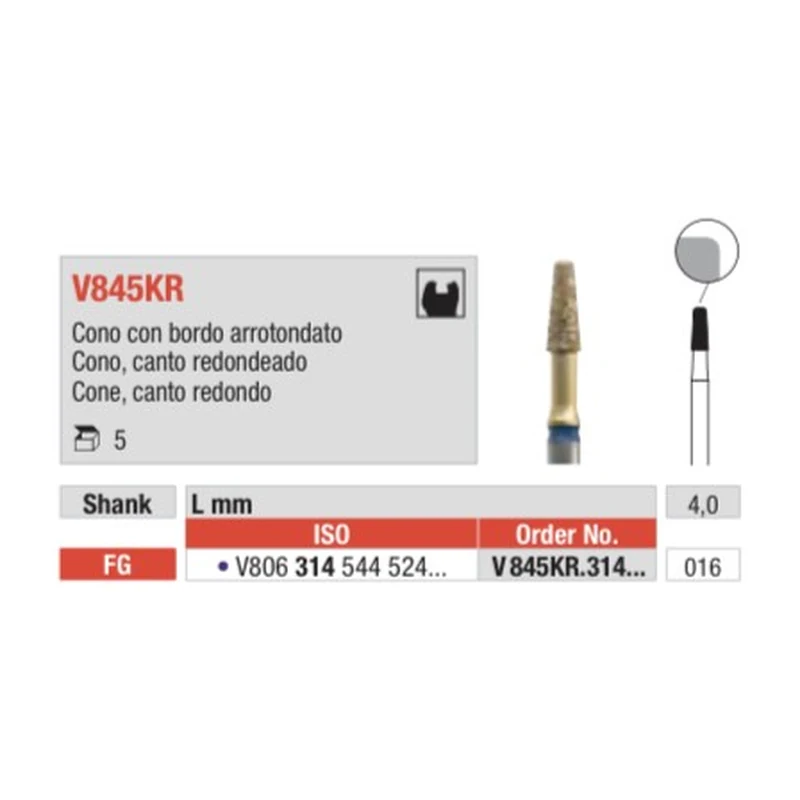 V845KR
Cono con bordo arrotondato
Cono, canto redondeado
Cone, canto redondo
5
Shank L mm 4,0
ISO Order No.
FG • V806 314 544 524... V845KR.314... 016